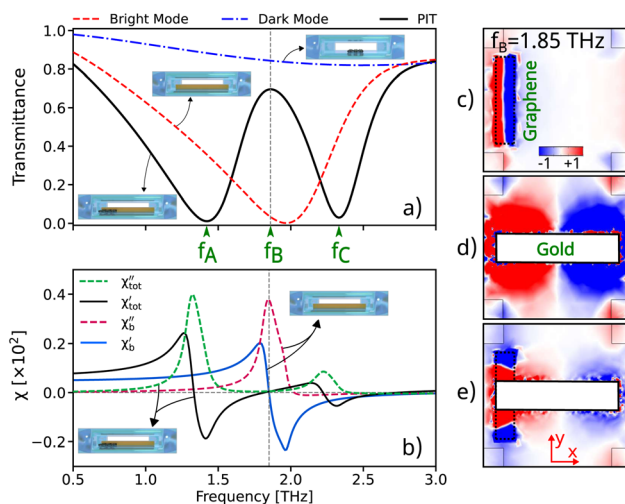 Bright Mode Dark Mode PIT
Transmittance
1.0
0.8
0.6
0.4
0.2
0.0
a)
f_A f_B f_C
χ [×10²]
0.4
0.2
0.0
−0.2
χ″_tot
χ′_tot
χ″_b
χ′_b
b)
0.5 1.0 1.5 2.0 2.5 3.0
Frequency [THz]
f_B=1.85 THz
c)
Graphene
-1 +1
d)
Gold
e)
y
x